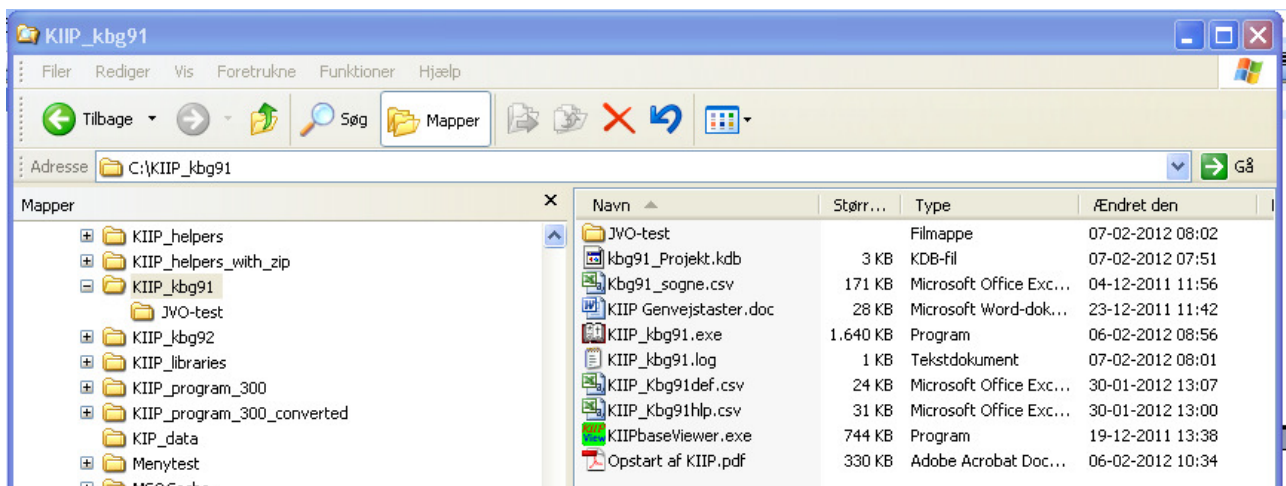 KIIP_kbg91
Filer Rediger Vis Foretrukne Funktioner Hjælp
Tilbage Søg Mapper
Adresse C:\KIIP_kbg91 Gå
Mapper
KIIP_helpers
KIIP_helpers_with_zip
KIIP_kbg91
JVO-test
KIIP_kbg92
KIIP_libraries
KIIP_program_300
KIIP_program_300_converted
KIP_data
Menytest
Navn Størr... Type Ændret den
JVO-test Filmappe 07-02-2012 08:02
kbg91_Projekt.kdb 3 KB KDB-fil 07-02-2012 07:51
Kbg91_sogne.csv 171 KB Microsoft Office Exc... 04-12-2011 11:56
KIIP Genvejstaster.doc 28 KB Microsoft Word-dok... 23-12-2011 11:42
KIIP_kbg91.exe 1.640 KB Program 06-02-2012 08:56
KIIP_kbg91.log 1 KB Tekstdokument 07-02-2012 08:01
KIIP_Kbg91def.csv 24 KB Microsoft Office Exc... 30-01-2012 13:07
KIIP_Kbg91hlp.csv 31 KB Microsoft Office Exc... 30-01-2012 13:00
KIIPbaseViewer.exe 744 KB Program 19-12-2011 13:38
Opstart af KIIP.pdf 330 KB Adobe Acrobat Doc... 06-02-2012 10:34